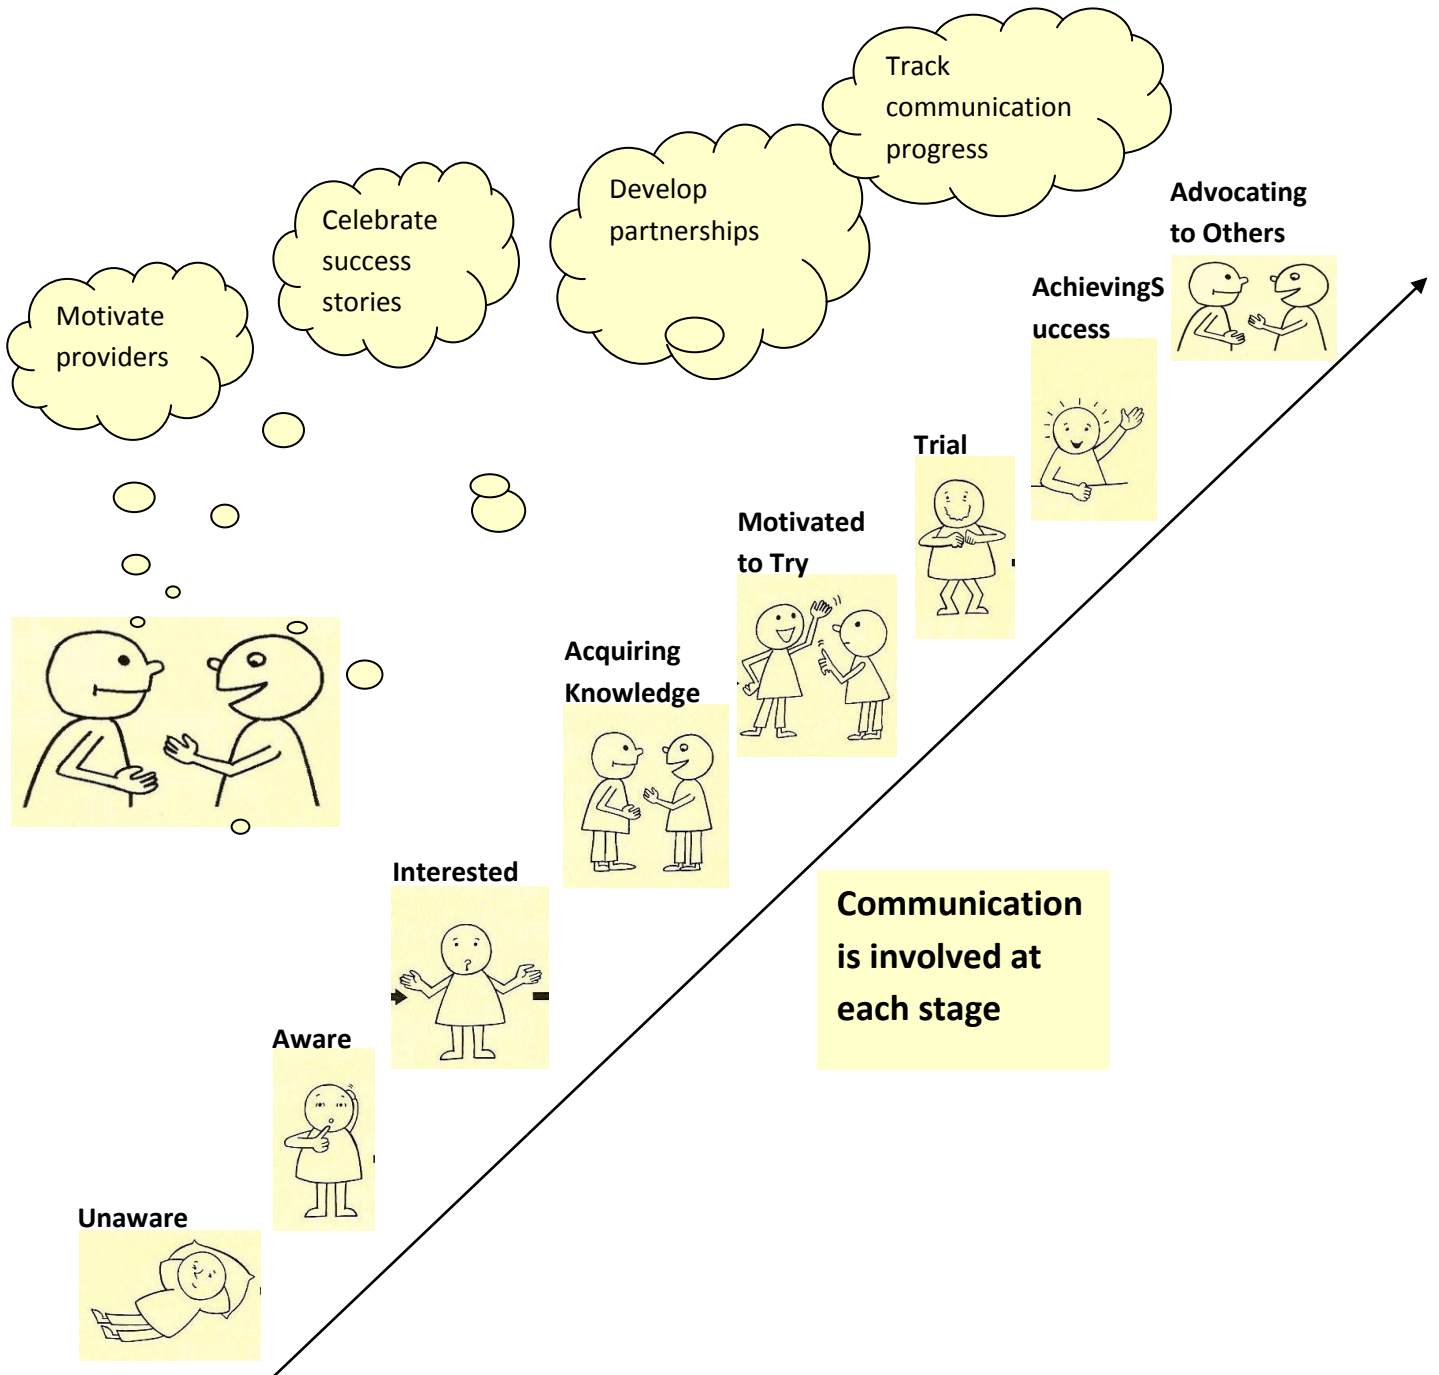 Track
communication
progress
Develop
partnerships
Celebrate
success
stories
Motivate
providers
Advocating
to Others
AchievingS
uccess
Trial
Motivated
to Try
Acquiring
Knowledge
Interested
Aware
Unaware
Communication
is involved at
each stage